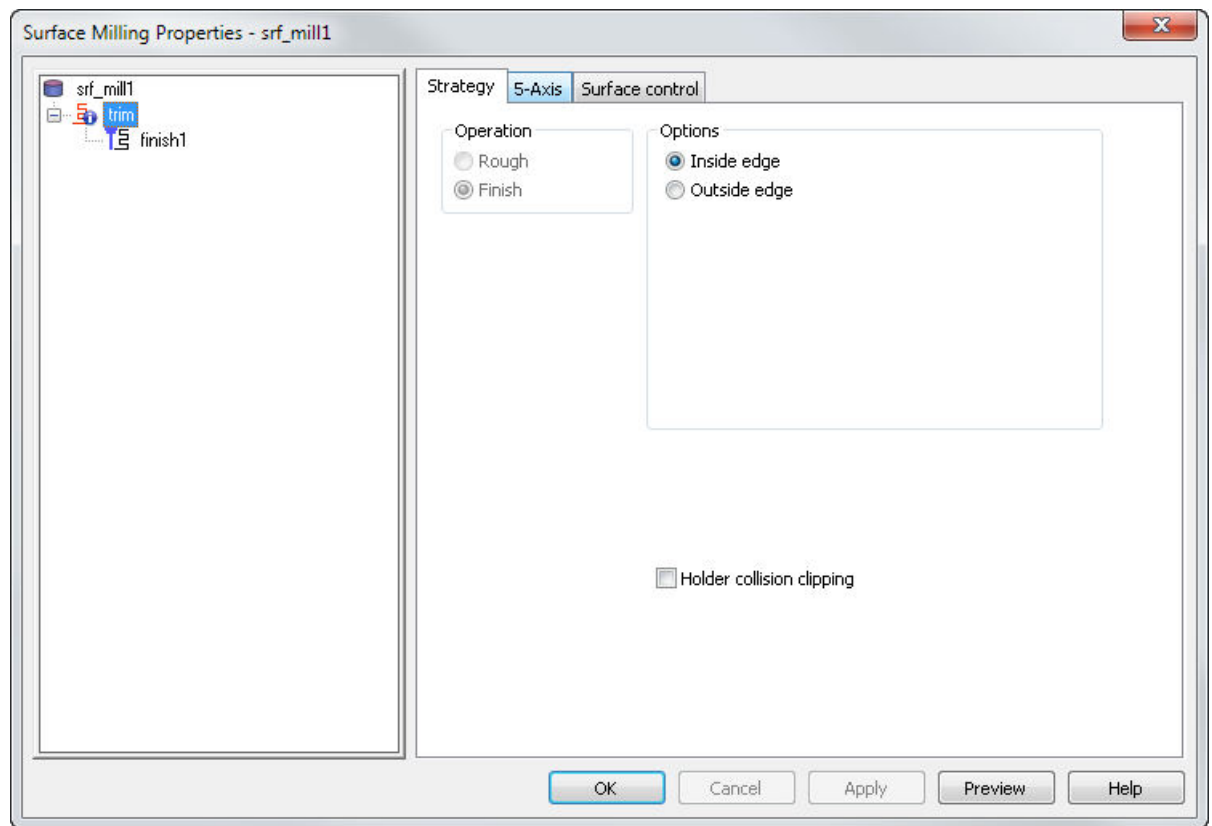 Surface Milling Properties - srf_mill1
srf_mill1
trim
finish1
Strategy 5-Axis Surface control
Operation
Rough
Finish
Options
Inside edge
Outside edge
Holder collision clipping
OK Cancel Apply Preview Help